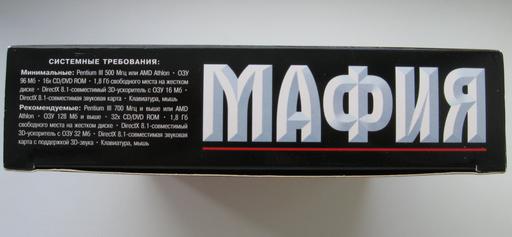 СИСТЕМНЫЕ ТРЕБОВАНИЯ:
Минимальные: Pentium III 500 Мгц или AMD Athlon • ОЗУ
96 Мб • 16x CD/DVD ROM • 1,8 Гб свободного места на жестком
диске • DirectX 8.1-совместимый 3D-ускоритель с ОЗУ 16 Мб •
DirectX 8.1-совместимая звуковая карта • Клавиатура, мышь
Рекомендуемые: Pentium III 700 Мгц и выше или AMD
Athlon • ОЗУ 128 Мб и выше • 32x CD/DVD ROM • 1,8 Гб
свободного места на жестком диске • DirectX 8.1-совместимый
3D-ускоритель с ОЗУ 32 Мб • DirectX 8.1-совместимая звуковая
карта с поддержкой 3D-звука • Клавиатура, мышь
МАФИЯ